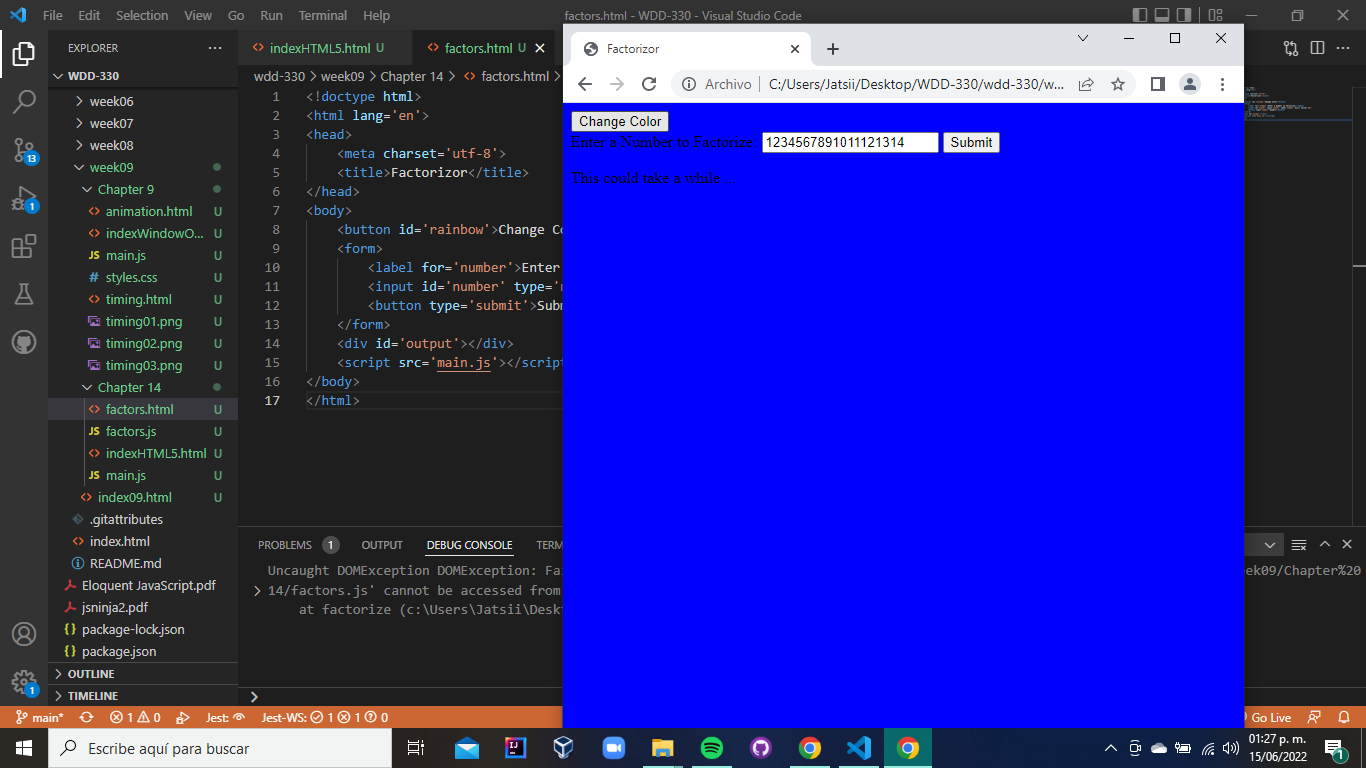 File Edit Selection View Go Run Terminal Help
factors.html - WDD-330 - Visual Studio Code
EXPLORER
WDD-330
week06
week07
week08
week09
Chapter 9
animation.html U
indexWindowO... U
main.js U
styles.css U
timing.html U
timing01.png U
timing02.png U
timing03.png U
Chapter 14
factors.html U
factors.js U
indexHTML5.html U
main.js U
index09.html U
.gitattributes
index.html
README.md
Eloquent JavaScript.pdf
jsninja2.pdf
package-lock.json
package.json
OUTLINE
TIMELINE
13
1
1
indexHTML5.html U factors.html U
wdd-330 > week09 > Chapter 14 > factors.html >
1 <!doctype html>
2 <html lang='en'>
3 <head>
4 <meta charset='utf-8'>
5 <title>Factorizor</title>
6 </head>
7 <body>
8 <button id='rainbow'>Change Co
9 <form>
10 <label for='number'>Enter
11 <input id='number' type='
12 <button type='submit'>Sub
13 </form>
14 <div id='output'></div>
15 <script src='main.js'></script
16 </body>
17 </html>
PROBLEMS 1 OUTPUT DEBUG CONSOLE TERM
Uncaught DOMException DOMException: Fai
ek09/Chapter%20
14/factors.js' cannot be accessed from
at factorize (c:\Users\Jatsii\Deskt
Factorizor
Archivo | C:/Users/Jatsii/Desktop/WDD-330/wdd-330/w...
Change Color
Enter a Number to Factorize: 1234567891011121314 Submit
This could take a while ...
main* 1 0 Jest: Jest-WS: 1 1 0 Go Live
Escribe aquí para buscar
01:27 p. m.
15/06/2022
1